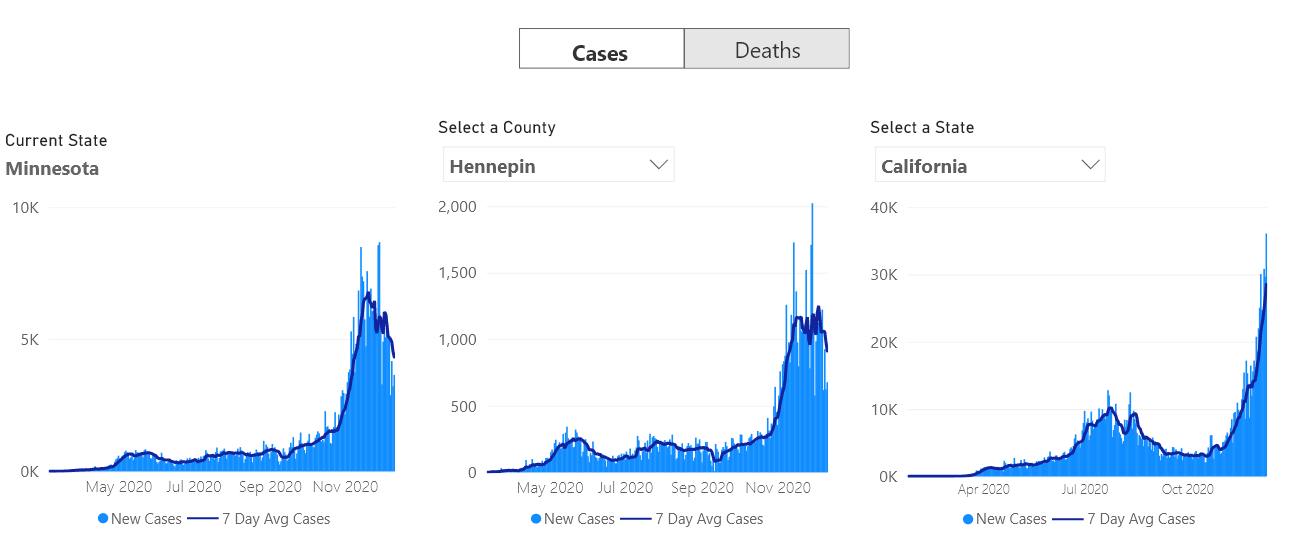 Cases Deaths
Current State
Minnesota
10K
5K
0K
May 2020 Jul 2020 Sep 2020 Nov 2020
New Cases 7 Day Avg Cases
Select a County
Hennepin
2,000
1,500
1,000
500
0
May 2020 Jul 2020 Sep 2020 Nov 2020
New Cases 7 Day Avg Cases
Select a State
California
40K
30K
20K
10K
0K
Apr 2020 Jul 2020 Oct 2020
New Cases 7 Day Avg Cases